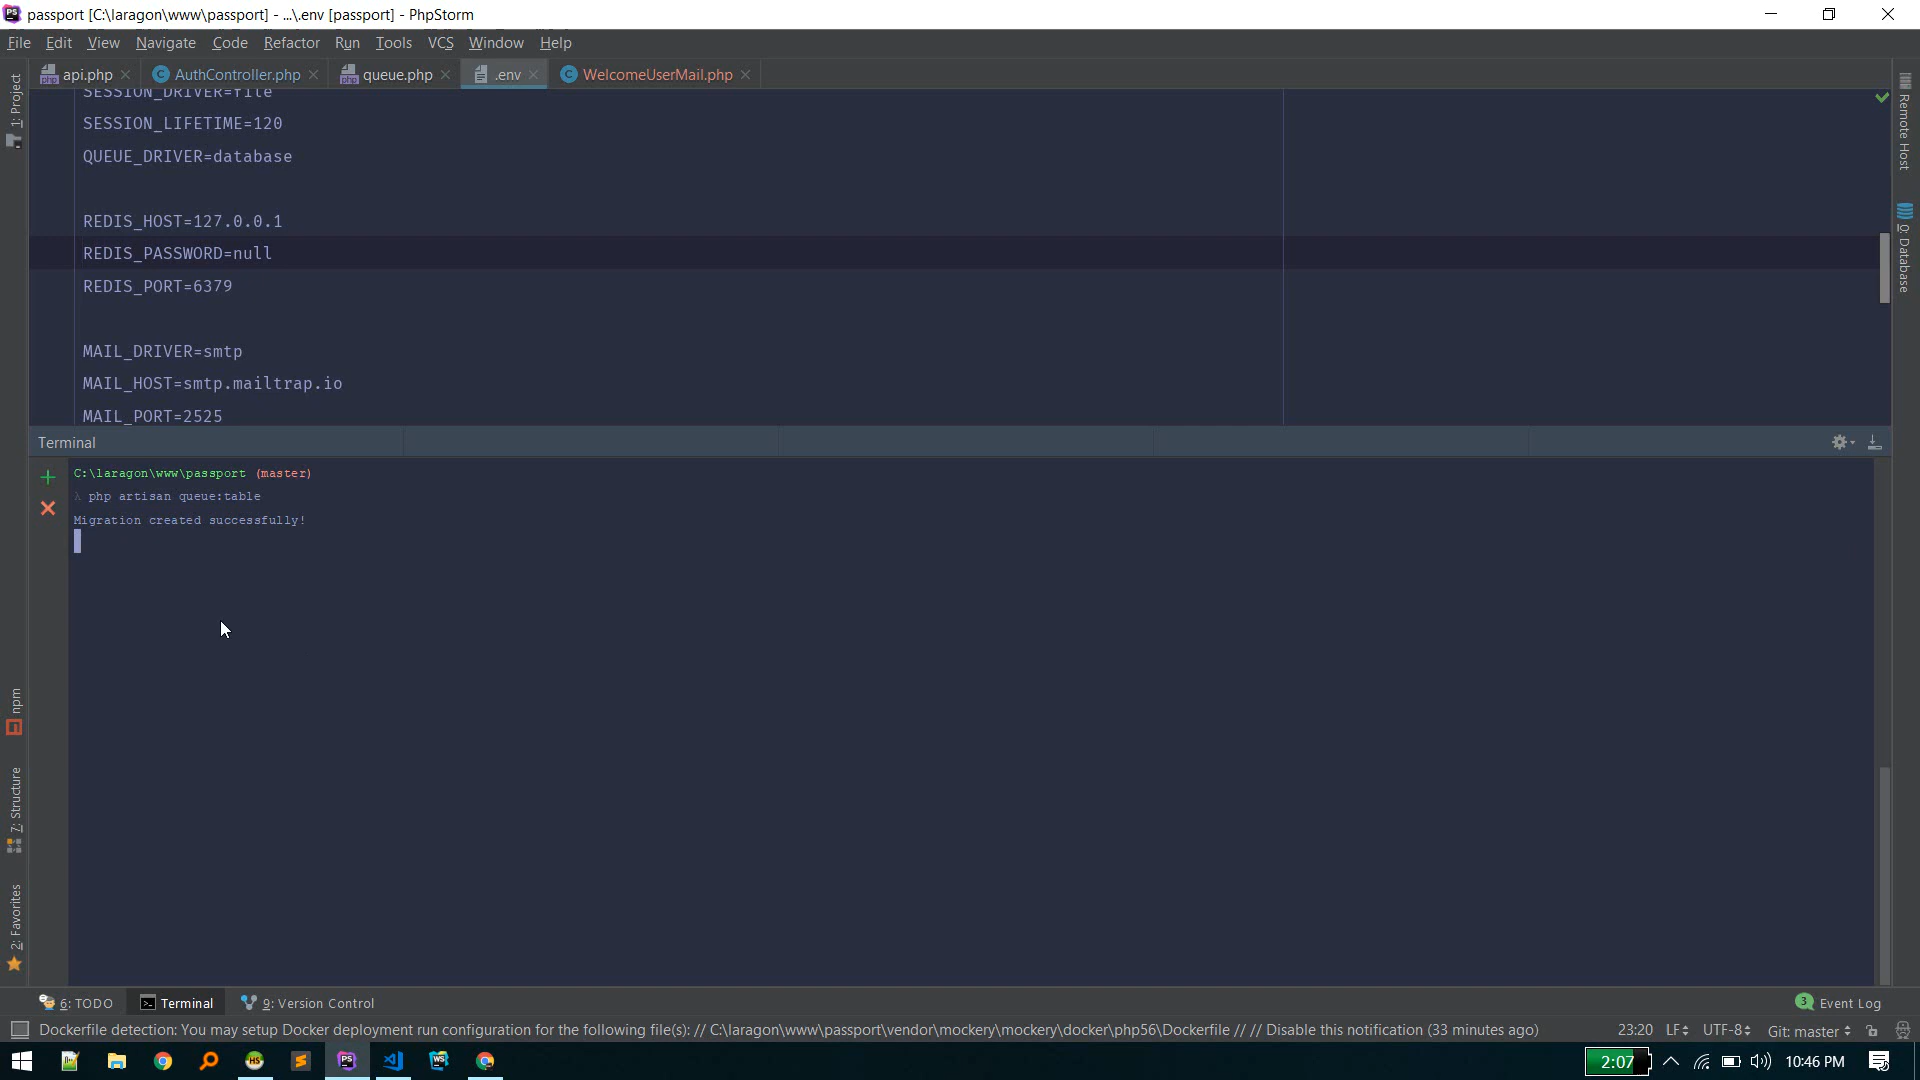 passport [C:\laragon\www\passport] - ...\.env [passport] - PhpStorm
File Edit View Navigate Code Refactor Run Tools VCS Window Help
api.php AuthController.php queue.php .env WelcomeUserMail.php
1: Project
Remote Host
Database
SESSION_DRIVER=file
SESSION_LIFETIME=120
QUEUE_DRIVER=database
REDIS_HOST=127.0.0.1
REDIS_PASSWORD=null
REDIS_PORT=6379
MAIL_DRIVER=smtp
MAIL_HOST=smtp.mailtrap.io
MAIL_PORT=2525
Terminal
C:\laragon\www\passport (master)
λ php artisan queue:table
Migration created successfully!
npm
7: Structure
2: Favorites
6: TODO Terminal 9: Version Control
3 Event Log
Dockerfile detection: You may setup Docker deployment run configuration for the following file(s): // C:\laragon\www\passport\vendor\mockery\mockery\docker\php56\Dockerfile // // Disable this notification (33 minutes ago) 23:20 LF UTF-8 Git: master
2:07 10:46 PM